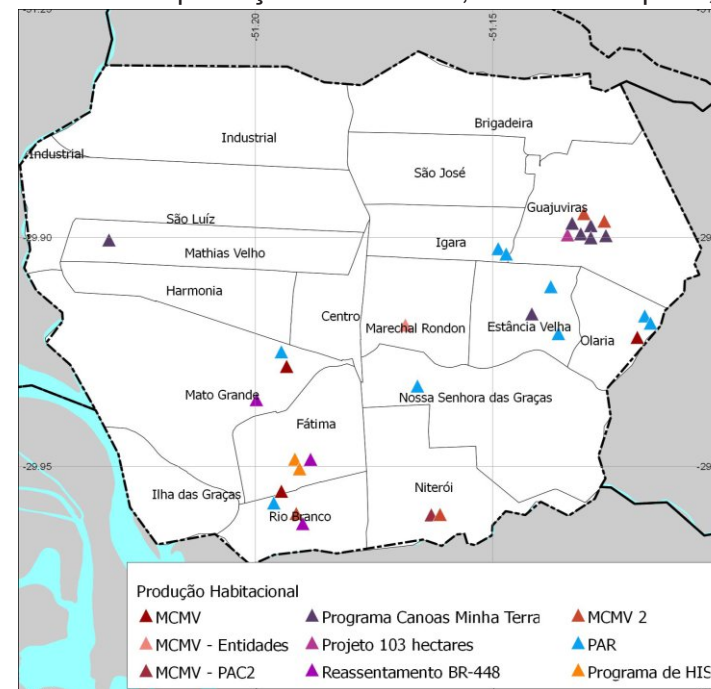 -51.20
-51.15
Brigadeira
Industrial
Industrial
São José
Guajuviras
São Luíz
-29.90
Igara
Mathias Velho
Harmonia
Centro
Marechal Rondon
Estância Velha
Olaria
Mato Grande
Nossa Senhora das Graças
Fátima
-29.95
-29.95
Ilha das Graças
Niterói
Rio Branco
Produção Habitacional
MCMV
Programa Canoas Minha Terra
MCMV 2
MCMV - Entidades
Projeto 103 hectares
PAR
MCMV - PAC2
Reassentamento BR-448
Programa de HIS